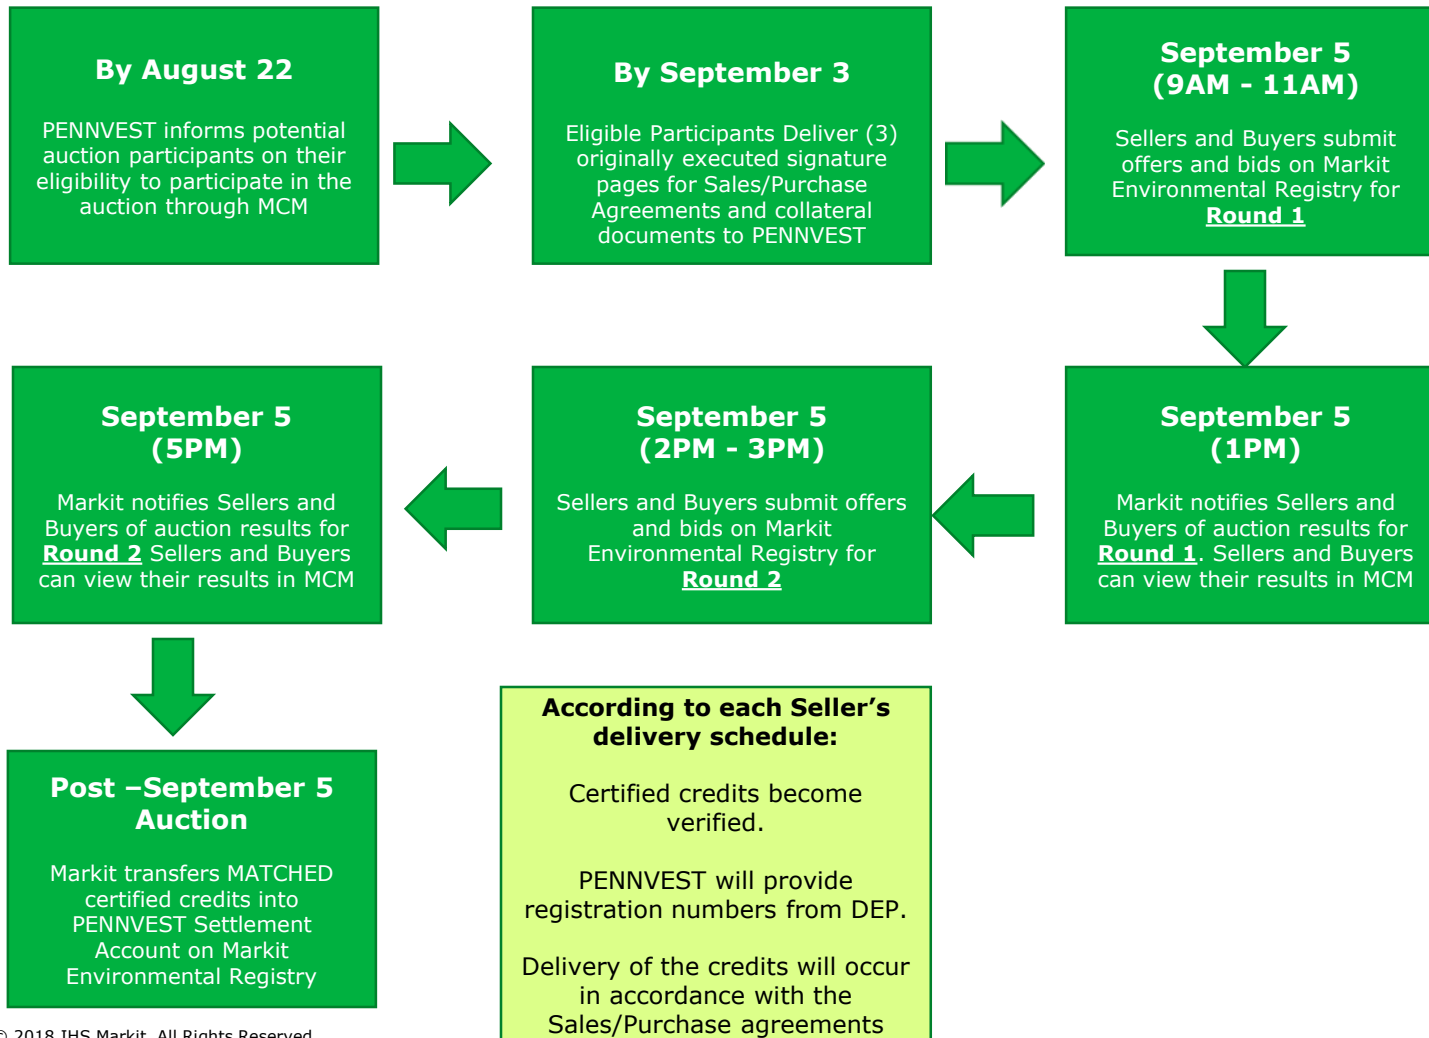 By August 22
PENNVEST informs potential
auction participants on their
eligibility to participate in the
auction through MCM
By September 3
Eligible Participants Deliver (3)
originally executed signature
pages for Sales/Purchase
Agreements and collateral
documents to PENNVEST
September 5
(9AM - 11AM)
Sellers and Buyers submit
offers and bids on Markit
Environmental Registry for
Round 1
September 5
(1PM)
Markit notifies Sellers and
Buyers of auction results for
Round 1. Sellers and Buyers
can view their results in MCM
September 5
(2PM - 3PM)
Sellers and Buyers submit offers
and bids on Markit
Environmental Registry for
Round 2
September 5
(5PM)
Markit notifies Sellers and
Buyers of auction results for
Round 2 Sellers and Buyers
can view their results in MCM
Post –September 5
Auction
Markit transfers MATCHED
certified credits into
PENNVEST Settlement
Account on Markit
Environmental Registry
According to each Seller’s
delivery schedule:
Certified credits become
verified.
PENNVEST will provide
registration numbers from DEP.
Delivery of the credits will occur
in accordance with the
Sales/Purchase agreements
© 2018 IHS Markit. All Rights Reserved.